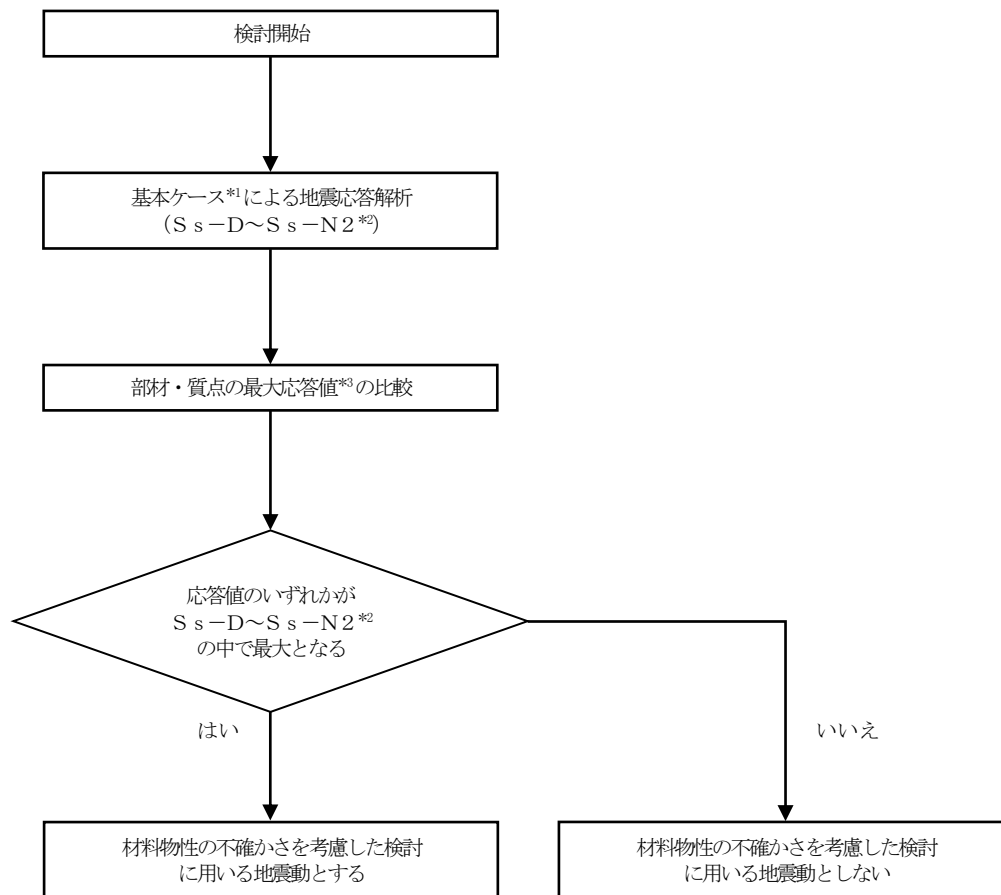 検討開始
基本ケース*1による地震応答解析
(Ss-D~Ss-N2*2)
部材・質点の最大応答値*3の比較
応答値のいずれかが
Ss-D~Ss-N2*2
の中で最大となる
はい
いいえ
材料物性の不確かさを考慮した検討
に用いる地震動とする
材料物性の不確かさを考慮した検討
に用いる地震動としない